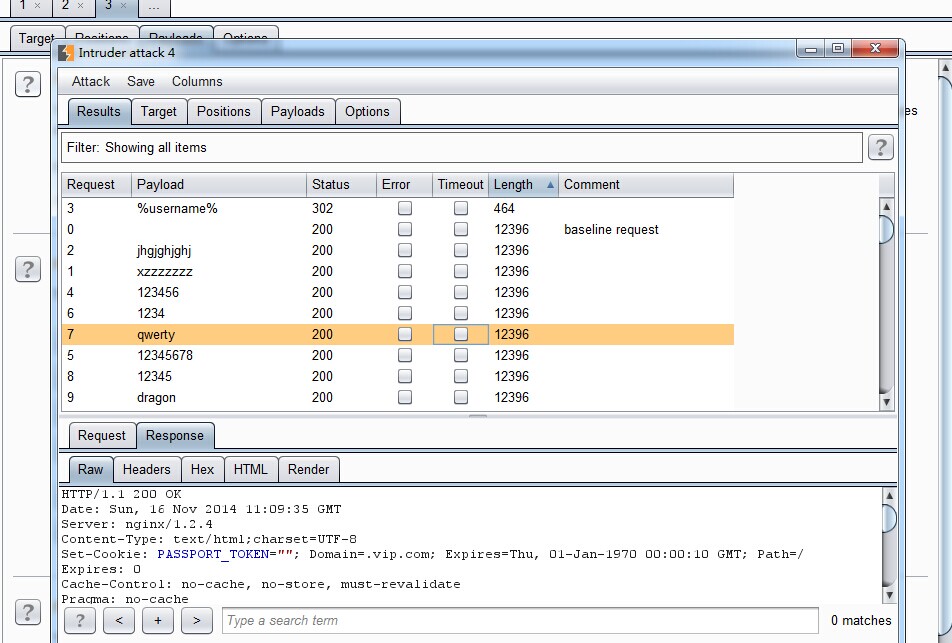 1 × 2 × 3 × ...
Target Positions Payloads Options
Intruder attack 4
Attack Save Columns
Results Target Positions Payloads Options
es
Filter: Showing all items
?
Request Payload Status Error Timeout Length Comment
3 %username% 302 464
0 200 12396 baseline request
2 jhgjghjghj 200 12396
1 xzzzzzzz 200 12396
4 123456 200 12396
6 1234 200 12396
7 qwerty 200 12396
5 12345678 200 12396
8 12345 200 12396
9 dragon 200 12396
Request Response
Raw Headers Hex HTML Render
HTTP/1.1 200 OK
Date: Sun, 16 Nov 2014 11:09:35 GMT
Server: nginx/1.2.4
Content-Type: text/html;charset=UTF-8
Set-Cookie: PASSPORT_TOKEN=""; Domain=.vip.com; Expires=Thu, 01-Jan-1970 00:00:10 GMT; Path=/
Expires: 0
Cache-Control: no-cache, no-store, must-revalidate
Pragma: no-cache
? < + > Type a search term 0 matches
?
?
?